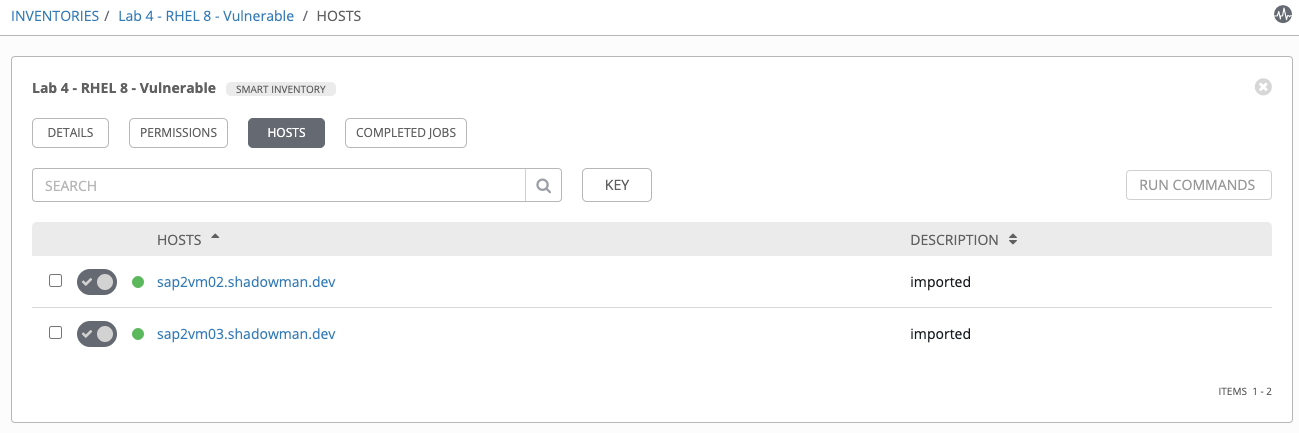 INVENTORIES / Lab 4 - RHEL 8 - Vulnerable / HOSTS
Lab 4 - RHEL 8 - Vulnerable SMART INVENTORY
DETAILS PERMISSIONS HOSTS COMPLETED JOBS
SEARCH KEY RUN COMMANDS
HOSTS DESCRIPTION
sap2vm02.shadowman.dev imported
sap2vm03.shadowman.dev imported
ITEMS 1 - 2